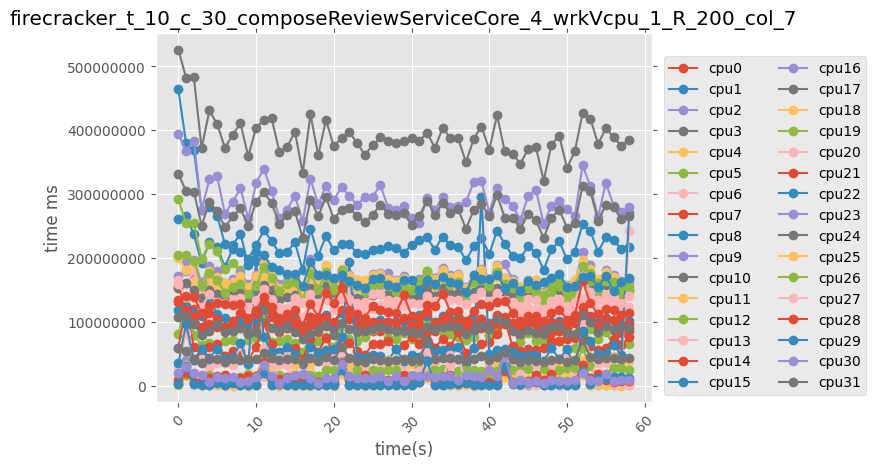 firecracker_t_10_c_30_composeReviewServiceCore_4_wrkVcpu_1_R_200_col_7
time ms
500000000
400000000
300000000
200000000
100000000
0
0
10
20
30
40
50
60
time(s)
cpu0
cpu1
cpu2
cpu3
cpu4
cpu5
cpu6
cpu7
cpu8
cpu9
cpu10
cpu11
cpu12
cpu13
cpu14
cpu15
cpu16
cpu17
cpu18
cpu19
cpu20
cpu21
cpu22
cpu23
cpu24
cpu25
cpu26
cpu27
cpu28
cpu29
cpu30
cpu31